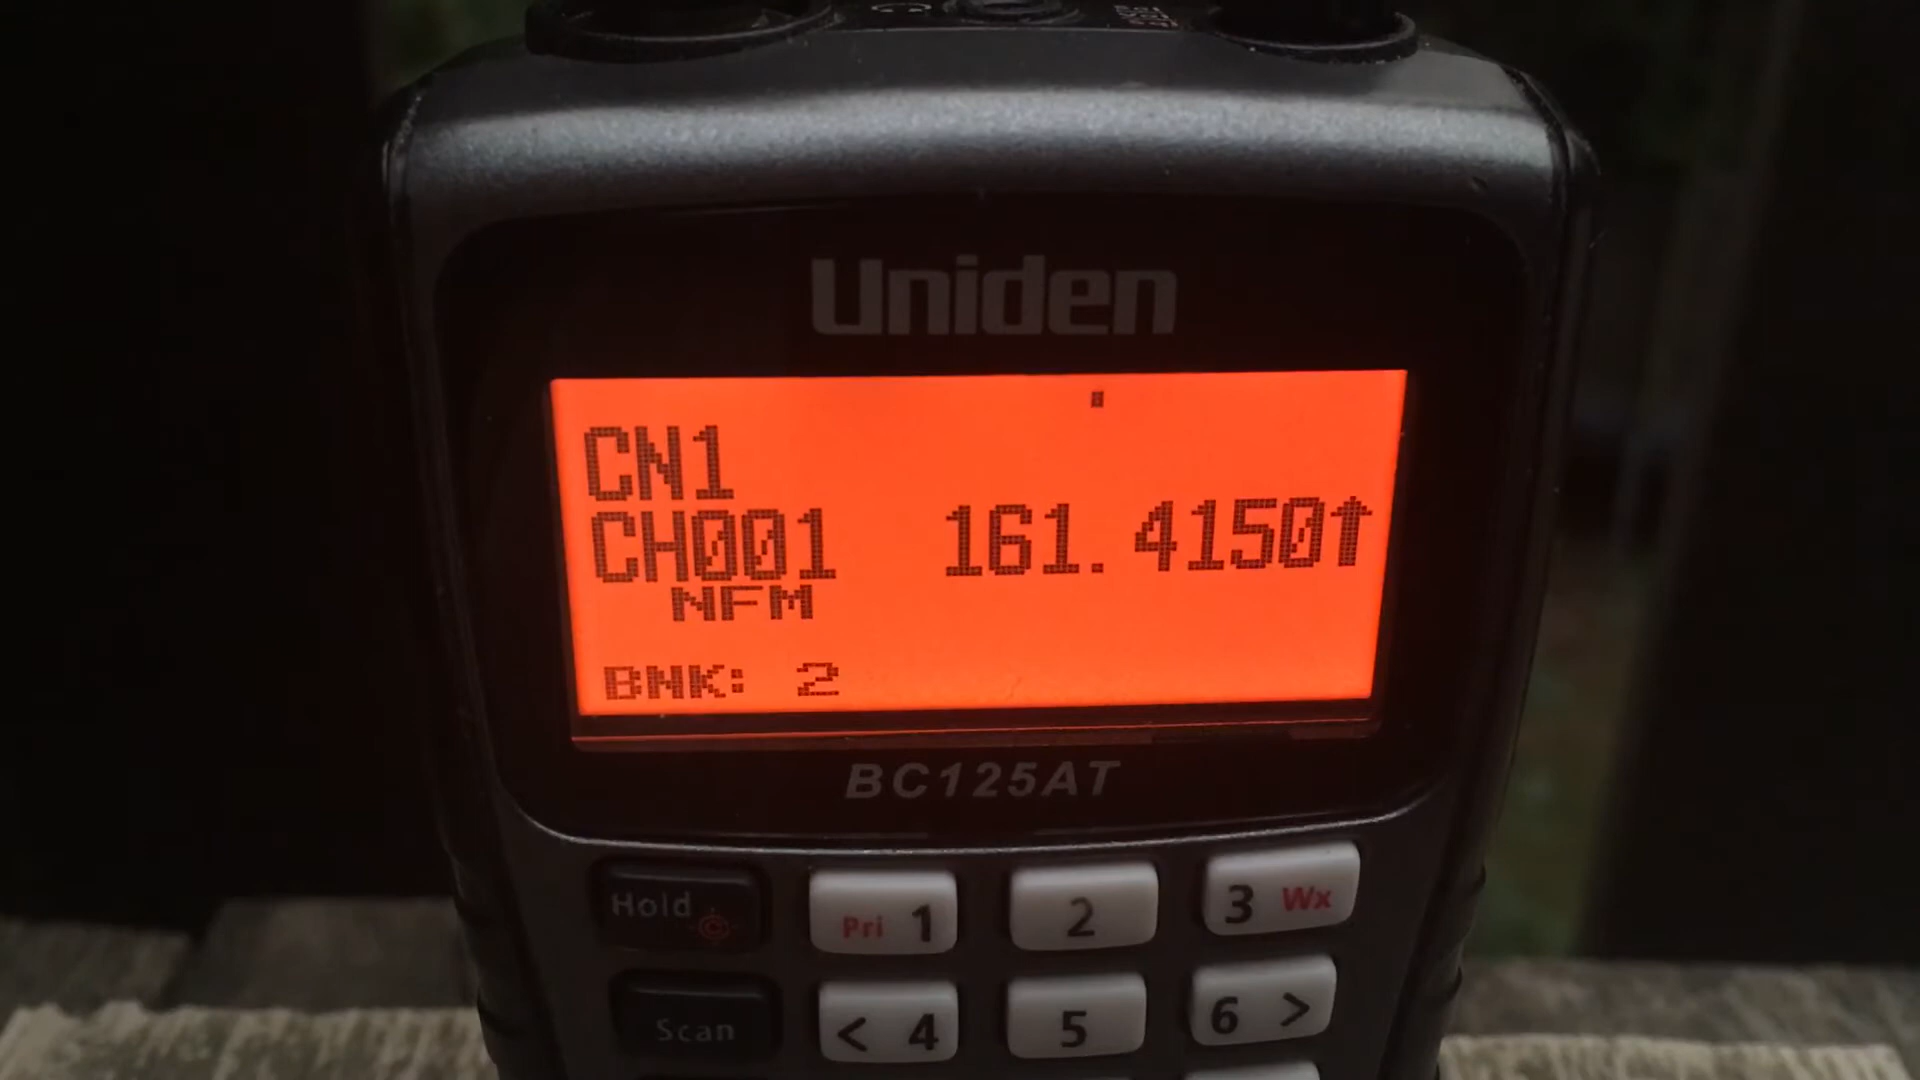 Uniden
CN1
CH001 161.4150↑
NFM
BNK: 2
BC125AT
Hold Pri 1 2 3 Wx
Scan < 4 5 6 >